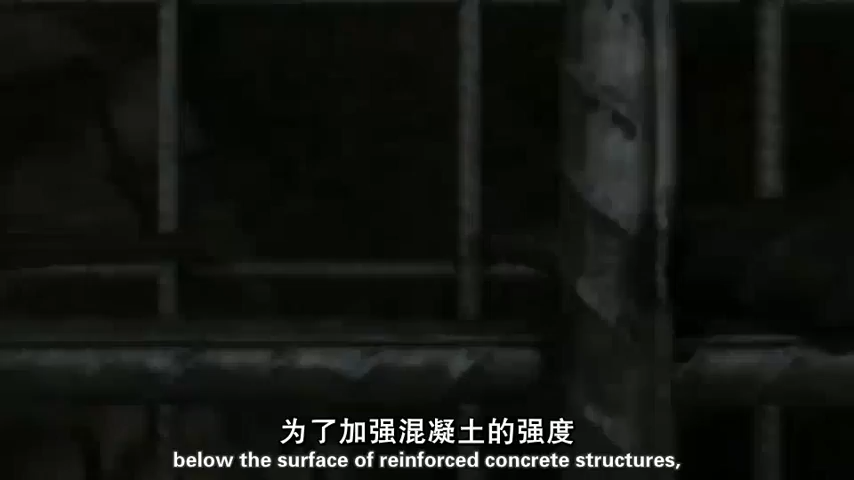 为了加强混凝土的强度
below the surface of reinforced concrete structures,